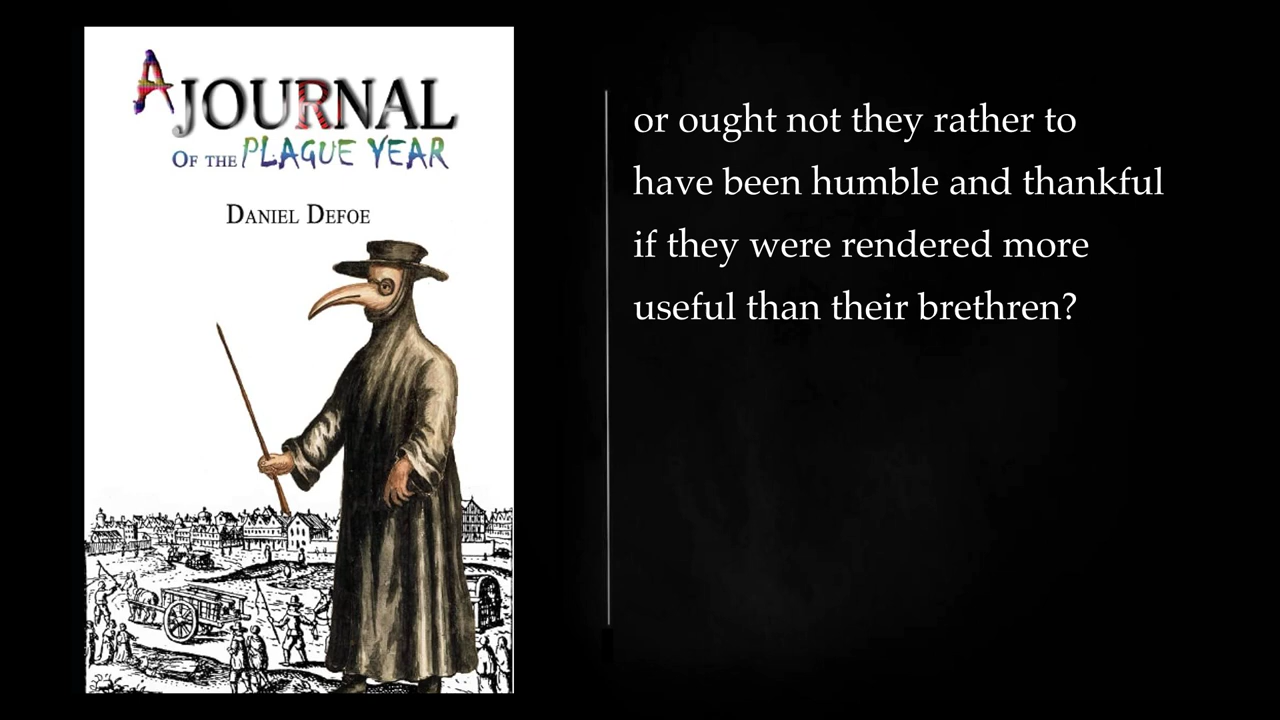 A JOURNAL
OF THE PLAGUE YEAR
DANIEL DEFOE
or ought not they rather to
have been humble and thankful
if they were rendered more
useful than their brethren?